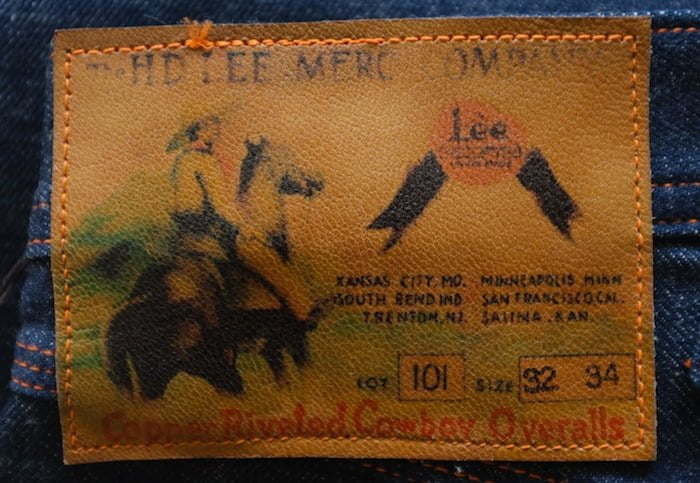 The H.D LEE MERC COMPANY
Lee
KANSAS CITY MO. MINNEAPOLIS MINN
SOUTH BEND IND. SAN FRANCISCO CAL.
TRENTON, N.J. SALINA, KAN.
LOT 101 SIZE 32 34
Copper Riveted Cowboy Overalls